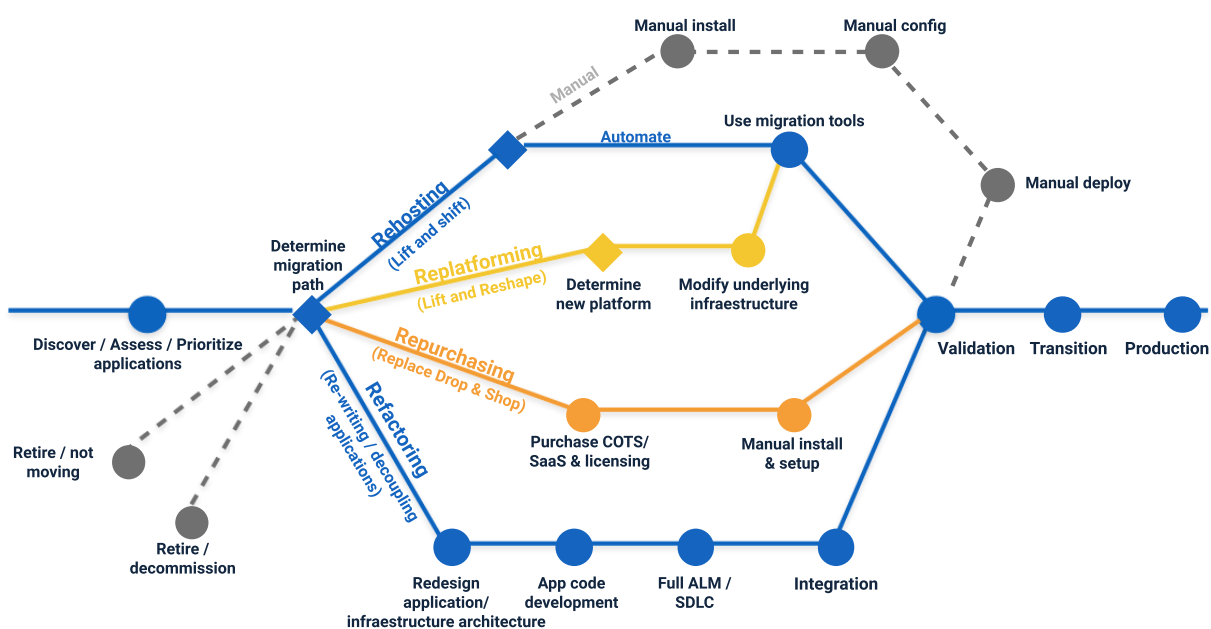 Manual install
Manual config
Manual
Automate
Use migration tools
Manual deploy
Rehosting
(Lift and shift)
Determine
migration
path
Replatforming
(Lift and Reshape)
Determine
new platform
Modify underlying
infraestructure
Discover / Assess / Prioritize
applications
Repurchasing
(Replace Drop & Shop)
Validation
Transition
Production
Refactoring
(Re-writing / decoupling
applications)
Purchase COTS/
SaaS & licensing
Manual install
& setup
Retire / not
moving
Retire /
decommission
Redesign
application/
infraestructure architecture
App code
development
Full ALM /
SDLC
Integration